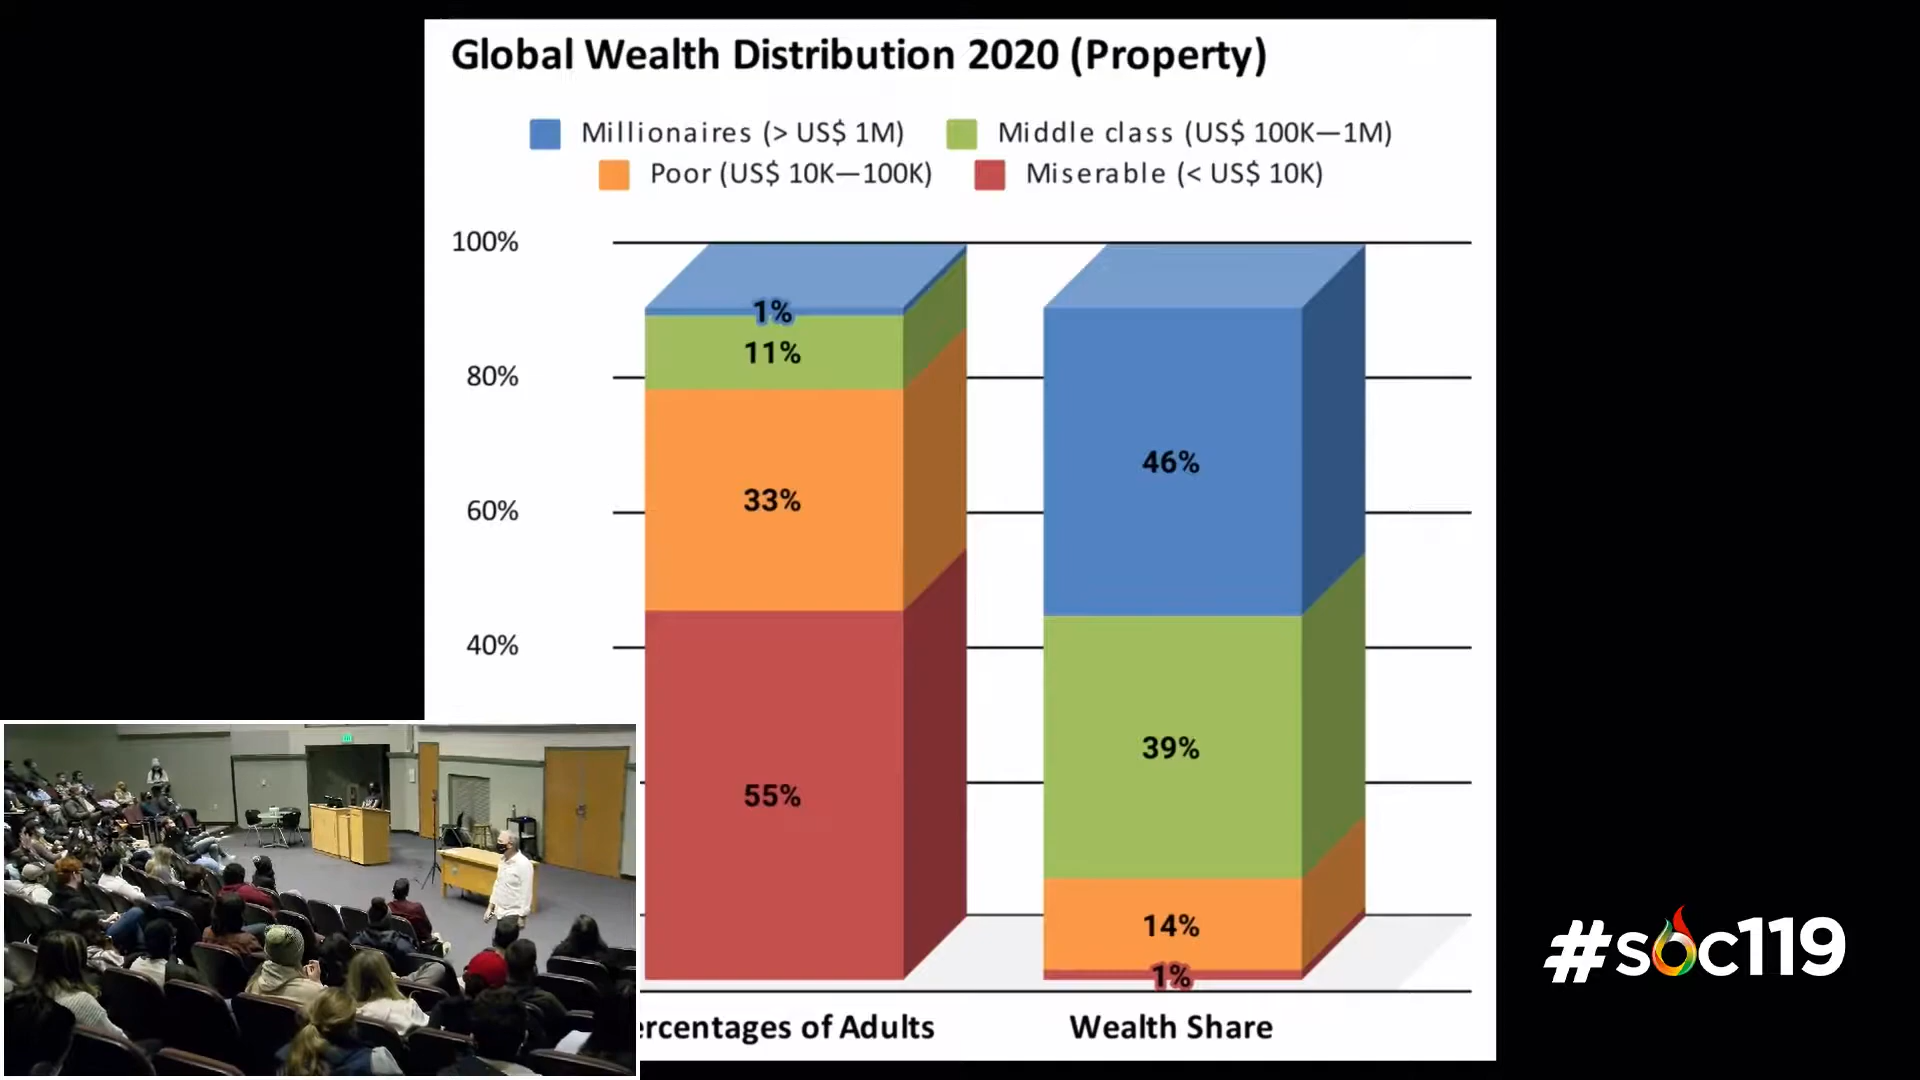 Global Wealth Distribution 2020 (Property)
Millionaires (> US$ 1M) Middle class (US$ 100K—1M)
Poor (US$ 10K—100K) Miserable (< US$ 10K)
100%
80%
60%
40%
1%
11%
33%
55%
46%
39%
14%
1%
ercentages of Adults Wealth Share
#soc119